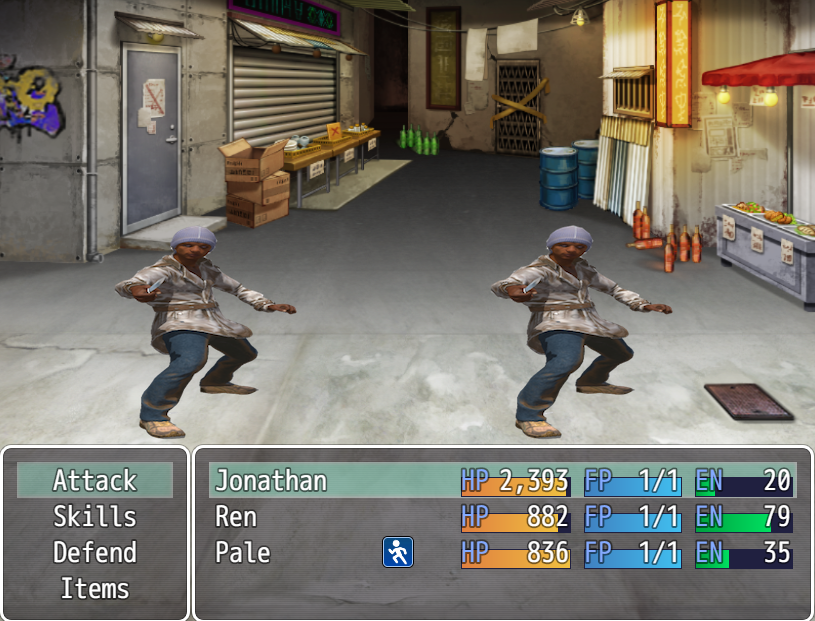 Attack
Skills
Defend
Items
Jonathan HP 2,393 FP 1/1 EN 20
Ren HP 882 FP 1/1 EN 79
Pale HP 836 FP 1/1 EN 35